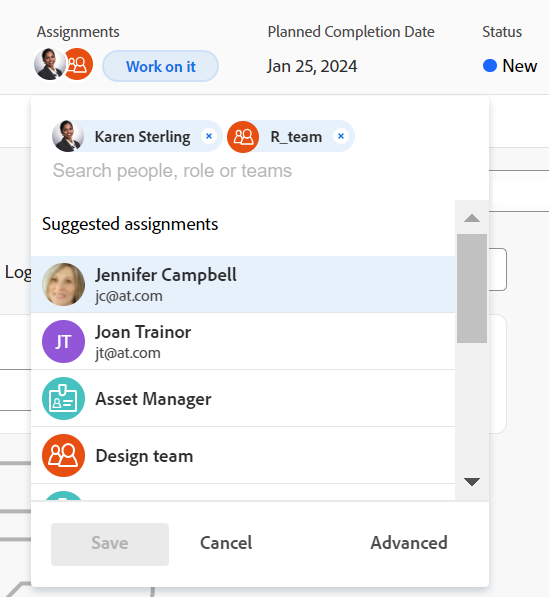 Assignments Planned Completion Date Status
Work on it Jan 25, 2024 New
Karen Sterling × R_team ×
Search people, role or teams
Suggested assignments
Log
Jennifer Campbell
jc@at.com
JT Joan Trainor
jt@at.com
Asset Manager
Design team
Save Cancel Advanced